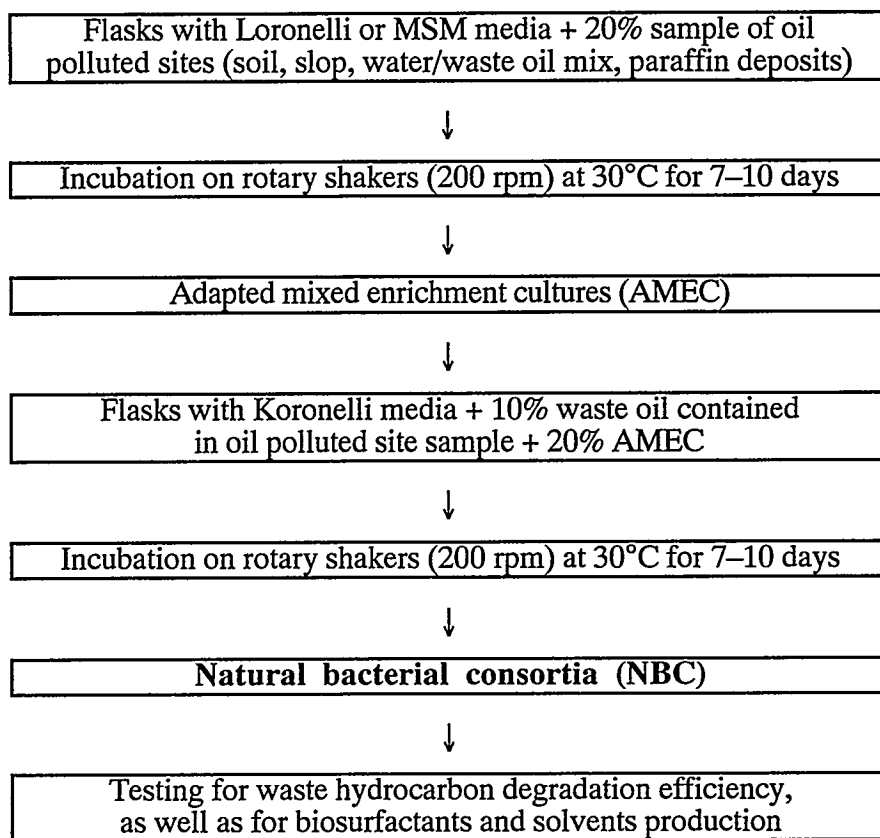 Flasks with Loronelli or MSM media + 20% sample of oil
polluted sites (soil, slop, water/waste oil mix, paraffin deposits)
↓
Incubation on rotary shakers (200 rpm) at 30°C for 7–10 days
↓
Adapted mixed enrichment cultures (AMEC)
↓
Flasks with Koronelli media + 10% waste oil contained
in oil polluted site sample + 20% AMEC
↓
Incubation on rotary shakers (200 rpm) at 30°C for 7–10 days
↓
Natural bacterial consortia (NBC)
↓
Testing for waste hydrocarbon degradation efficiency,
as well as for biosurfactants and solvents production